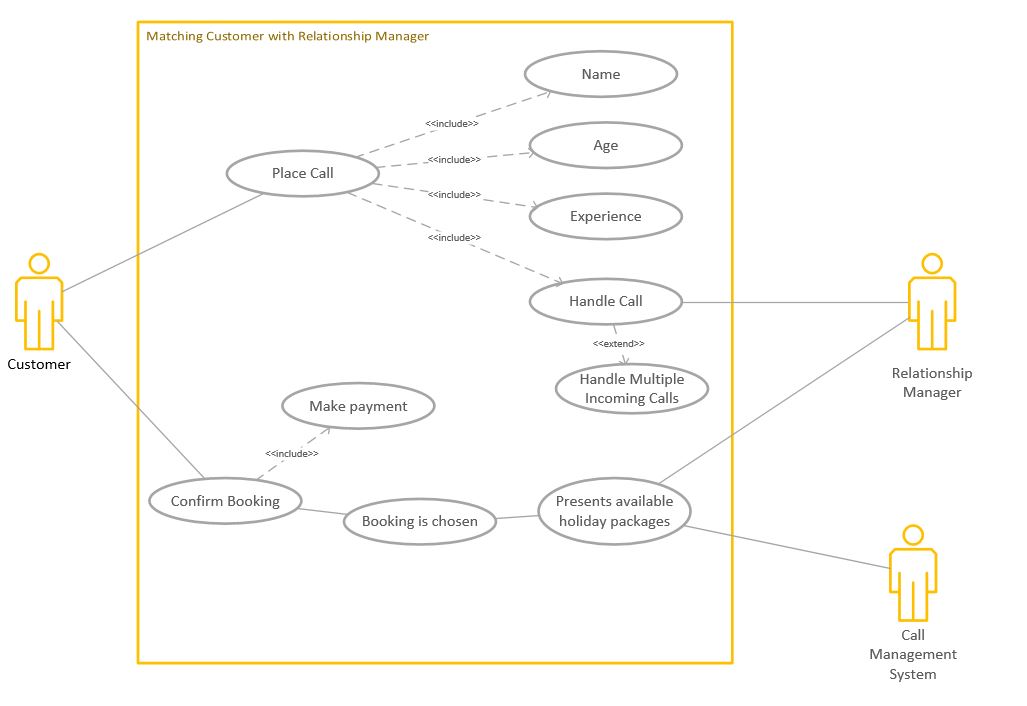 Matching Customer with Relationship Manager
Name
<<include>>
Age
<<include>>
Place Call
<<include>>
Experience
<<include>>
Handle Call
<<extend>>
Customer
Handle Multiple
Incoming Calls
Relationship
Manager
Make payment
<<include>>
Confirm Booking
Booking is chosen
Presents available
holiday packages
Call
Management
System